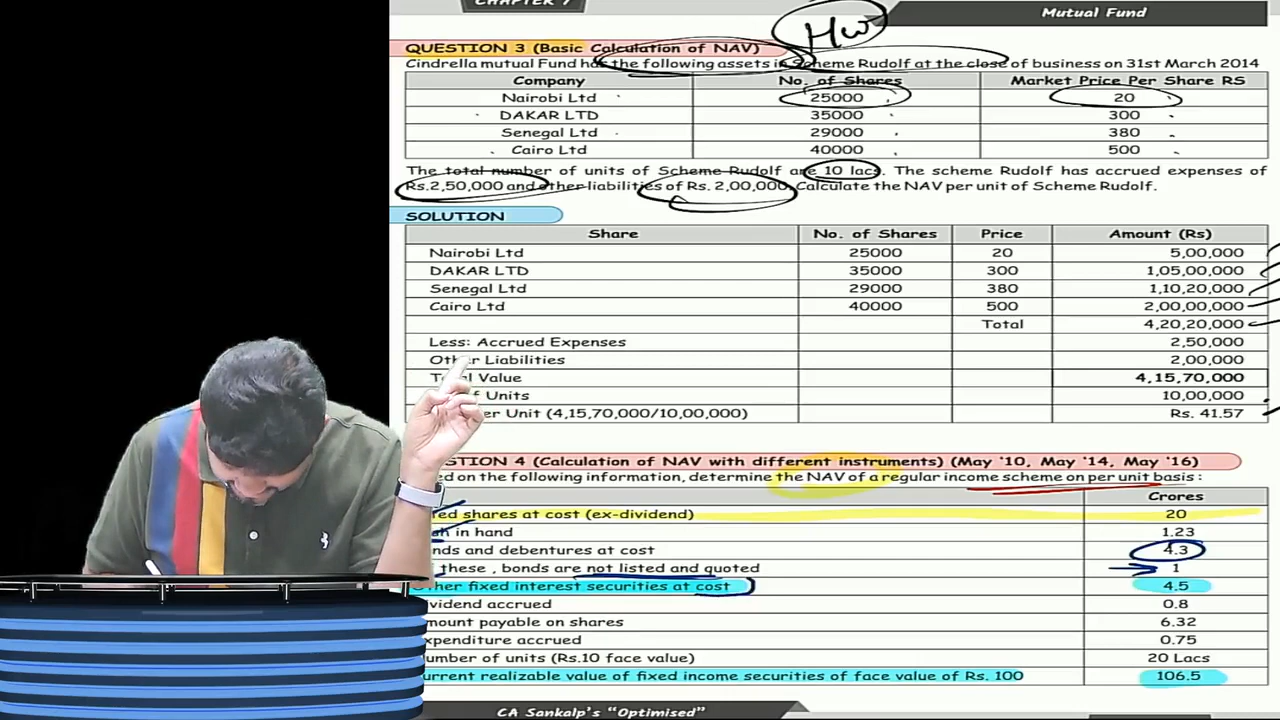 CHAPTER 7
Mutual Fund
Hw
QUESTION 3 (Basic Calculation of NAV)
Cindrella mutual Fund has the following assets in Scheme Rudolf at the close of business on 31st March 2014
Company No. of Shares Market Price Per Share RS
Nairobi Ltd 25000 20
DAKAR LTD 35000 300
Senegal Ltd 29000 380
Cairo Ltd 40000 500
The total number of units of Scheme Rudolf are 10 lacs. The scheme Rudolf has accrued expenses of
Rs.2,50,000 and other liabilities of Rs. 2,00,000. Calculate the NAV per unit of Scheme Rudolf.
SOLUTION
Share No. of Shares Price Amount (Rs)
Nairobi Ltd 25000 20 5,00,000
DAKAR LTD 35000 300 1,05,00,000
Senegal Ltd 29000 380 1,10,20,000
Cairo Ltd 40000 500 2,00,00,000
Total 4,20,20,000
Less: Accrued Expenses 2,50,000
Other Liabilities 2,00,000
Total Value 4,15,70,000
Units 10,00,000
er Unit (4,15,70,000/10,00,000) Rs. 41.57
STION 4 (Calculation of NAV with different instruments) (May '10, May '14, May '16)
ed on the following information, determine the NAV of a regular income scheme on per unit basis :
Crores
ted shares at cost (ex-dividend) 20
in hand 1.23
nds and debentures at cost 4.3
these , bonds are not listed and quoted 1
ther fixed interest securities at cost 4.5
vidend accrued 0.8
mount payable on shares 6.32
xpenditure accrued 0.75
umber of units (Rs.10 face value) 20 Lacs
urrent realizable value of fixed income securities of face value of Rs. 100 106.5
CA Sankalp's "Optimised"